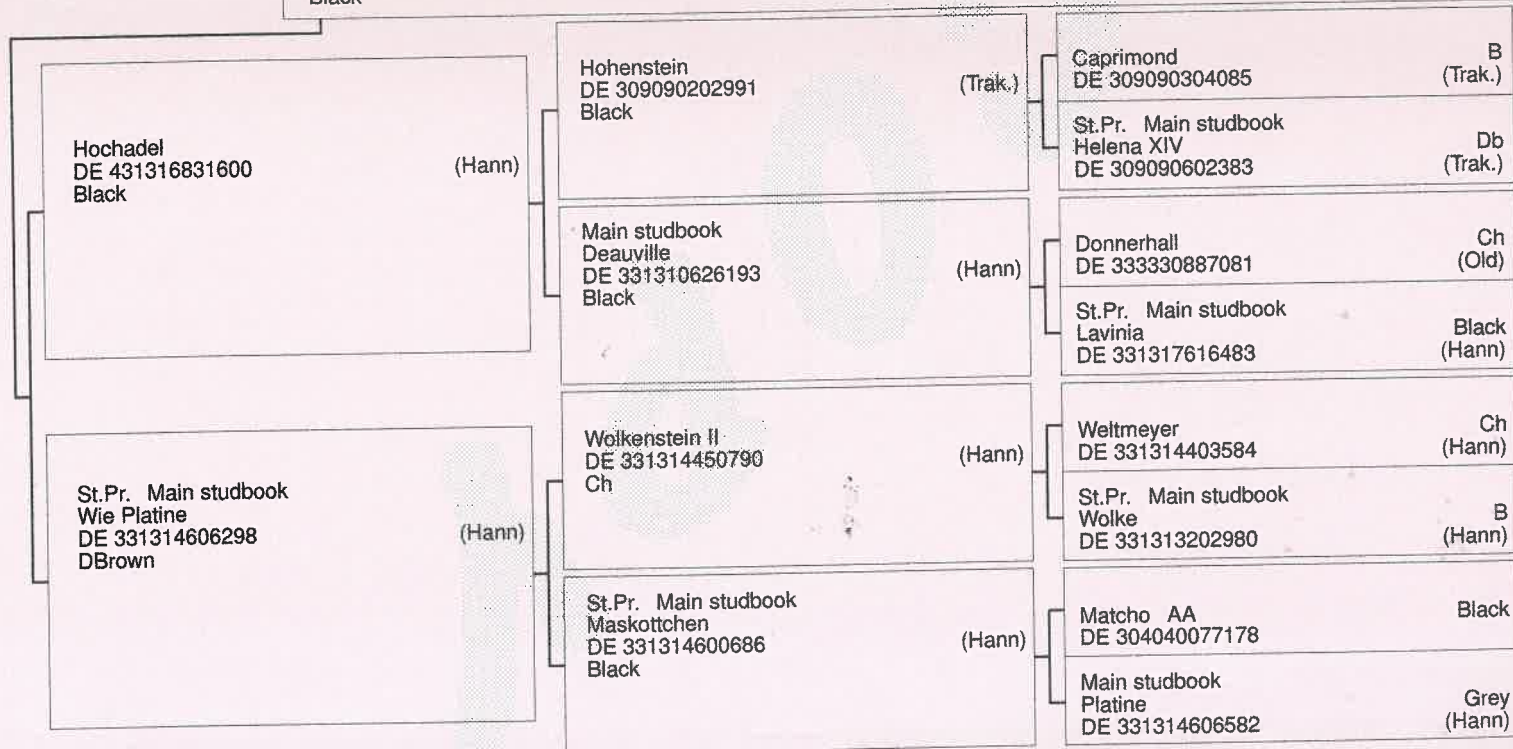 Black
Hochadel
DE 431316831600 (Hann)
Black
St.Pr. Main studbook
Wie Platine
DE 331314606298 (Hann)
DBrown
Hohenstein
DE 309090202991 (Trak.)
Black
Main studbook
Deauville
DE 331310626193 (Hann)
Black
Wolkenstein II
DE 331314450790 (Hann)
Ch
St.Pr. Main studbook
Maskottchen
DE 331314600686 (Hann)
Black
Caprimond B
DE 309090304085 (Trak.)
St.Pr. Main studbook
Helena XIV Db
DE 309090602383 (Trak.)
Donnerhall Ch
DE 333330887081 (Old)
St.Pr. Main studbook
Lavinia Black
DE 331317616483 (Hann)
Weltmeyer Ch
DE 331314403584 (Hann)
St.Pr. Main studbook
Wolke B
DE 331313202980 (Hann)
Matcho AA Black
DE 304040077178
Main studbook
Platine Grey
DE 331314606582 (Hann)